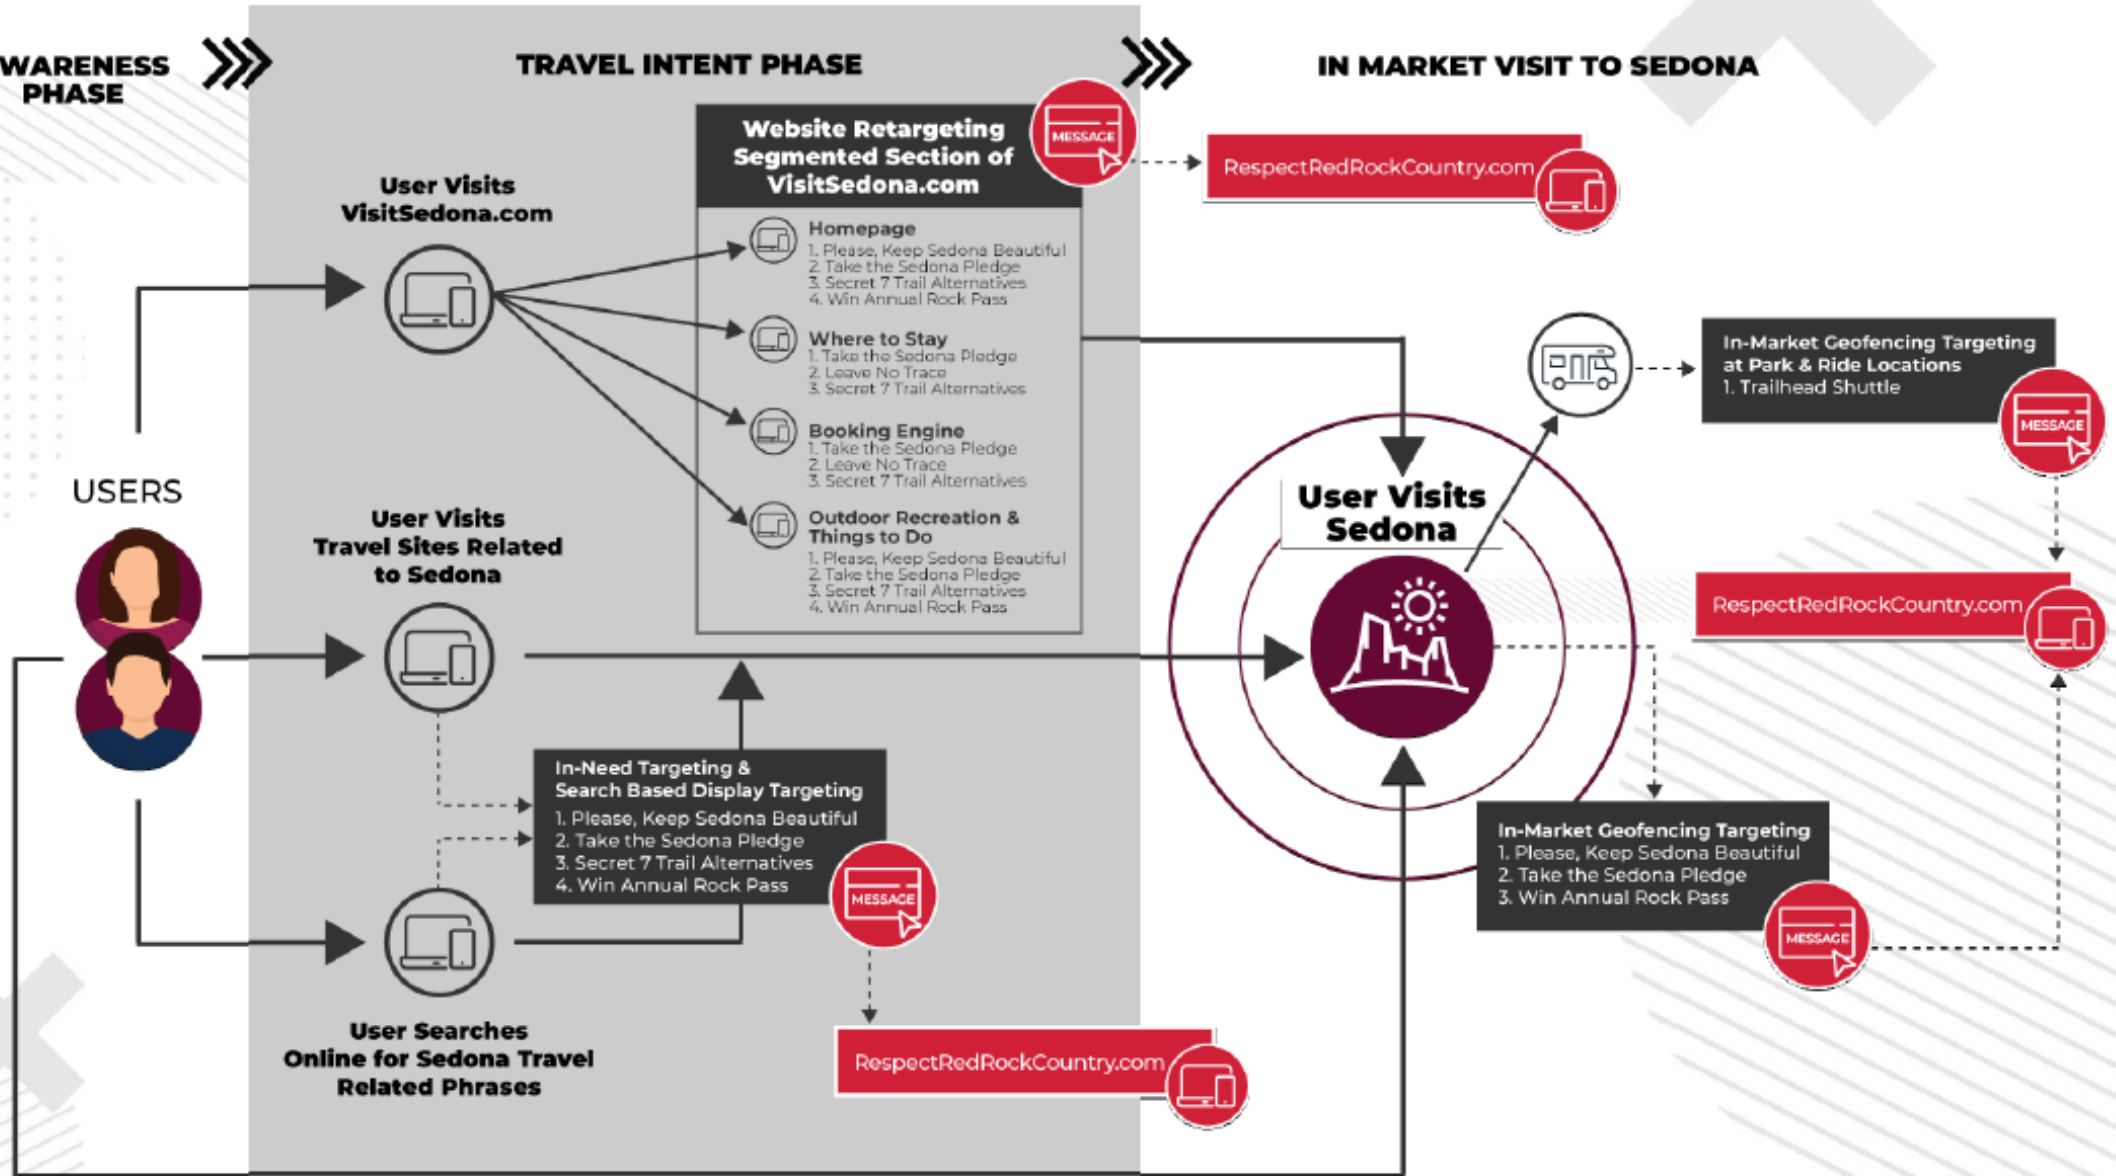 WARENESS
PHASE
TRAVEL INTENT PHASE
IN MARKET VISIT TO SEDONA
User Visits
VisitSedona.com
Website Retargeting
Segmented Section of
VisitSedona.com
MESSAGE
RespectRedRockCountry.com
Homepage
1. Please, Keep Sedona Beautiful
2. Take the Sedona Pledge
3. Secret 7 Trail Alternatives
4. Win Annual Rock Pass
Where to Stay
1. Take the Sedona Pledge
2. Leave No Trace
3. Secret 7 Trail Alternatives
Booking Engine
1. Take the Sedona Pledge
2. Leave No Trace
3. Secret 7 Trail Alternatives
Outdoor Recreation &
Things to Do
1. Please, Keep Sedona Beautiful
2. Take the Sedona Pledge
3. Secret 7 Trail Alternatives
4. Win Annual Rock Pass
USERS
User Visits
Travel Sites Related
to Sedona
In-Need Targeting &
Search Based Display Targeting
1. Please, Keep Sedona Beautiful
2. Take the Sedona Pledge
3. Secret 7 Trail Alternatives
4. Win Annual Rock Pass
MESSAGE
RespectRedRockCountry.com
User Searches
Online for Sedona Travel
Related Phrases
User Visits
Sedona
In-Market Geofencing Targeting
at Park & Ride Locations
1. Trailhead Shuttle
MESSAGE
RespectRedRockCountry.com
In-Market Geofencing Targeting
1. Please, Keep Sedona Beautiful
2. Take the Sedona Pledge
3. Win Annual Rock Pass
MESSAGE